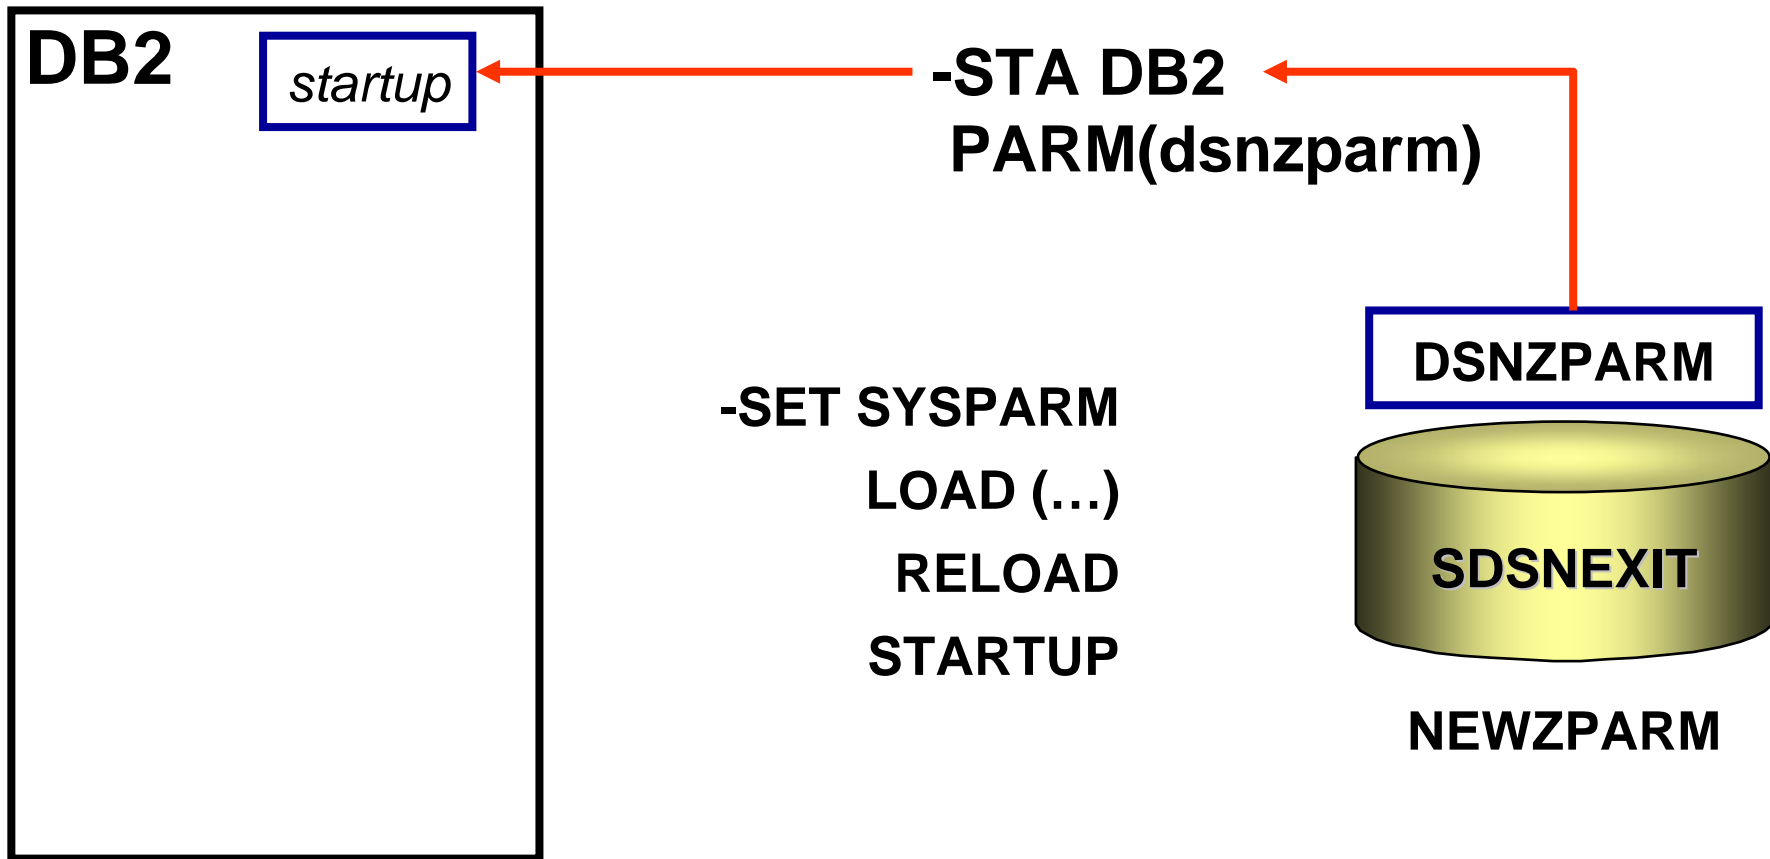 DB2
startup
-STA DB2
PARM(dsnzparm)
DSNZPARM
-SET SYSPARM
LOAD (…)
RELOAD
STARTUP
SDSNEXIT
NEWZPARM